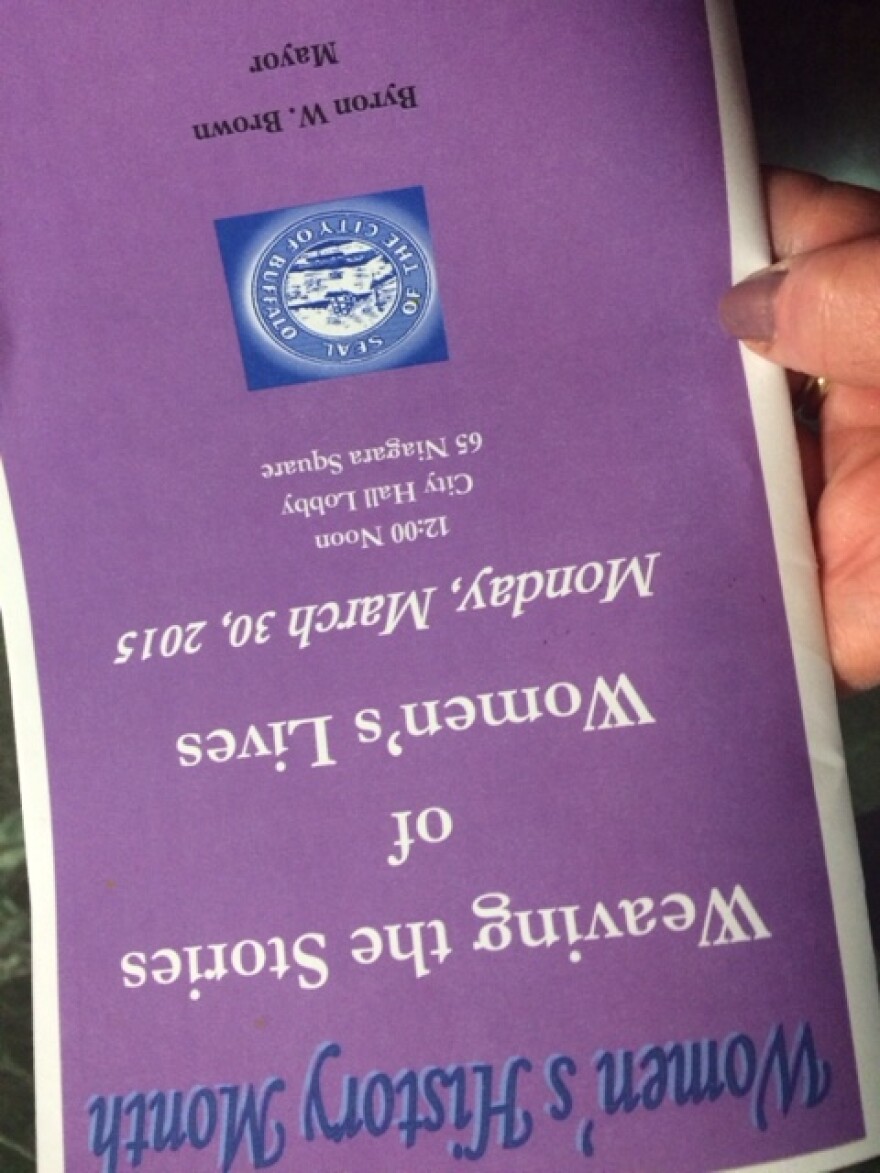 Women's History Month
Weaving the Stories
of
Women's Lives
Monday, March 30, 2015
12:00 Noon
City Hall Lobby
65 Niagara Square
SEAL OF THE CITY OF BUFFALO
Byron W. Brown
Mayor